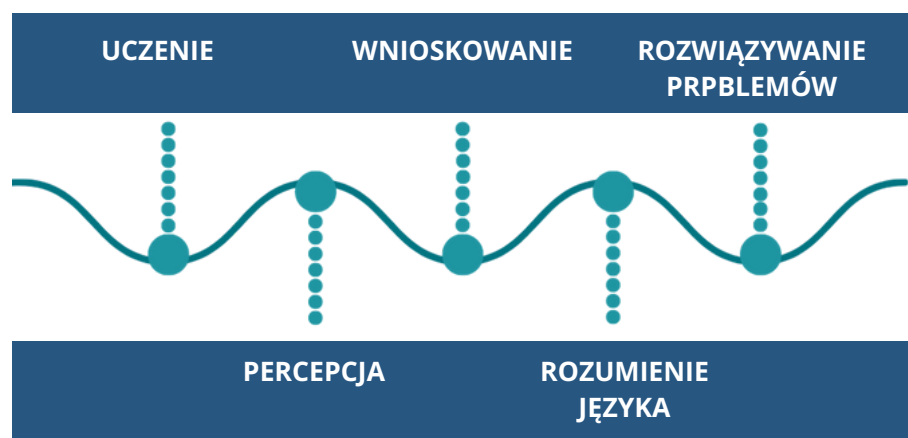 UCZENIE
WNIOSKOWANIE
ROZWIĄZYWANIE
PRPBLEMÓW
PERCEPCJA
ROZUMIENIE
JĘZYKA